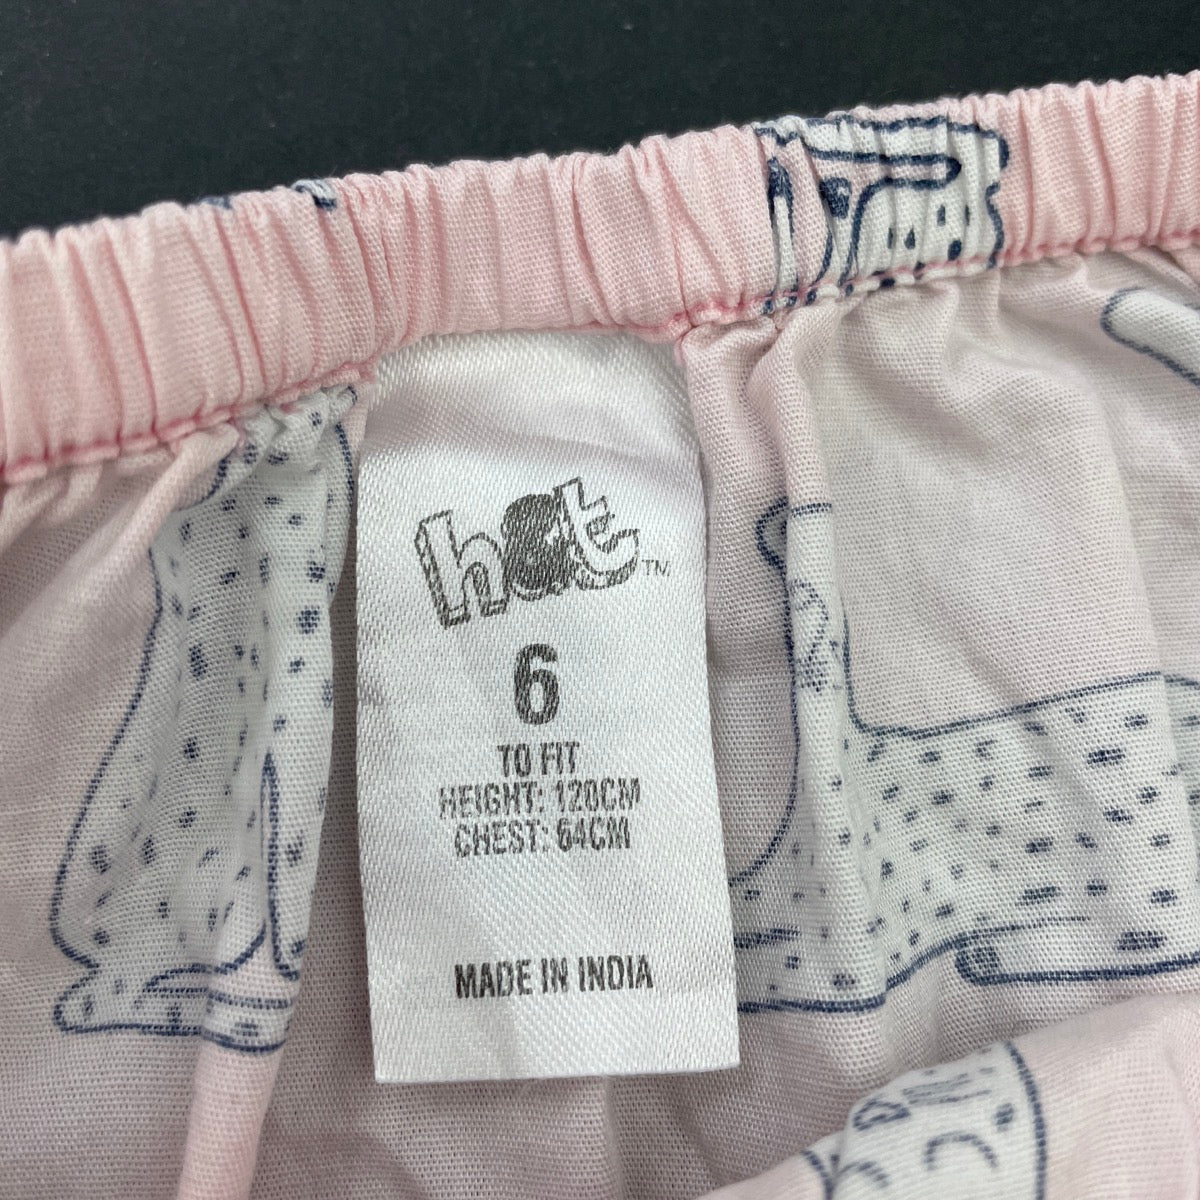 hot™
6
TO FIT
HEIGHT: 120CM
CHEST: 64CM
MADE IN INDIA